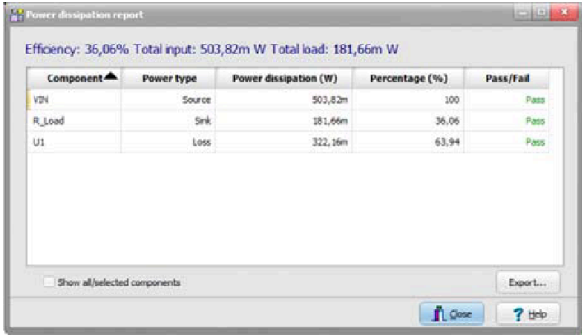 Power dissipation report
Efficiency: 36,06% Total input: 503,82m W Total load: 181,66m W
Component Power type Power dissipation (W) Percentage (%) Pass/Fail
VIN Source 503,82m 100 Pass
R_Load Sink 181,66m 36,06 Pass
U1 Loss 322,16m 63,94 Pass
Show all/selected components Export...
Close ? Help